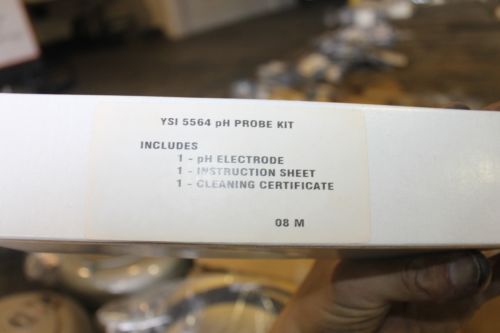 YSI 5564 pH PROBE KIT
INCLUDES
1 - pH ELECTRODE
1 - INSTRUCTION SHEET
1 - CLEANING CERTIFICATE
08 M